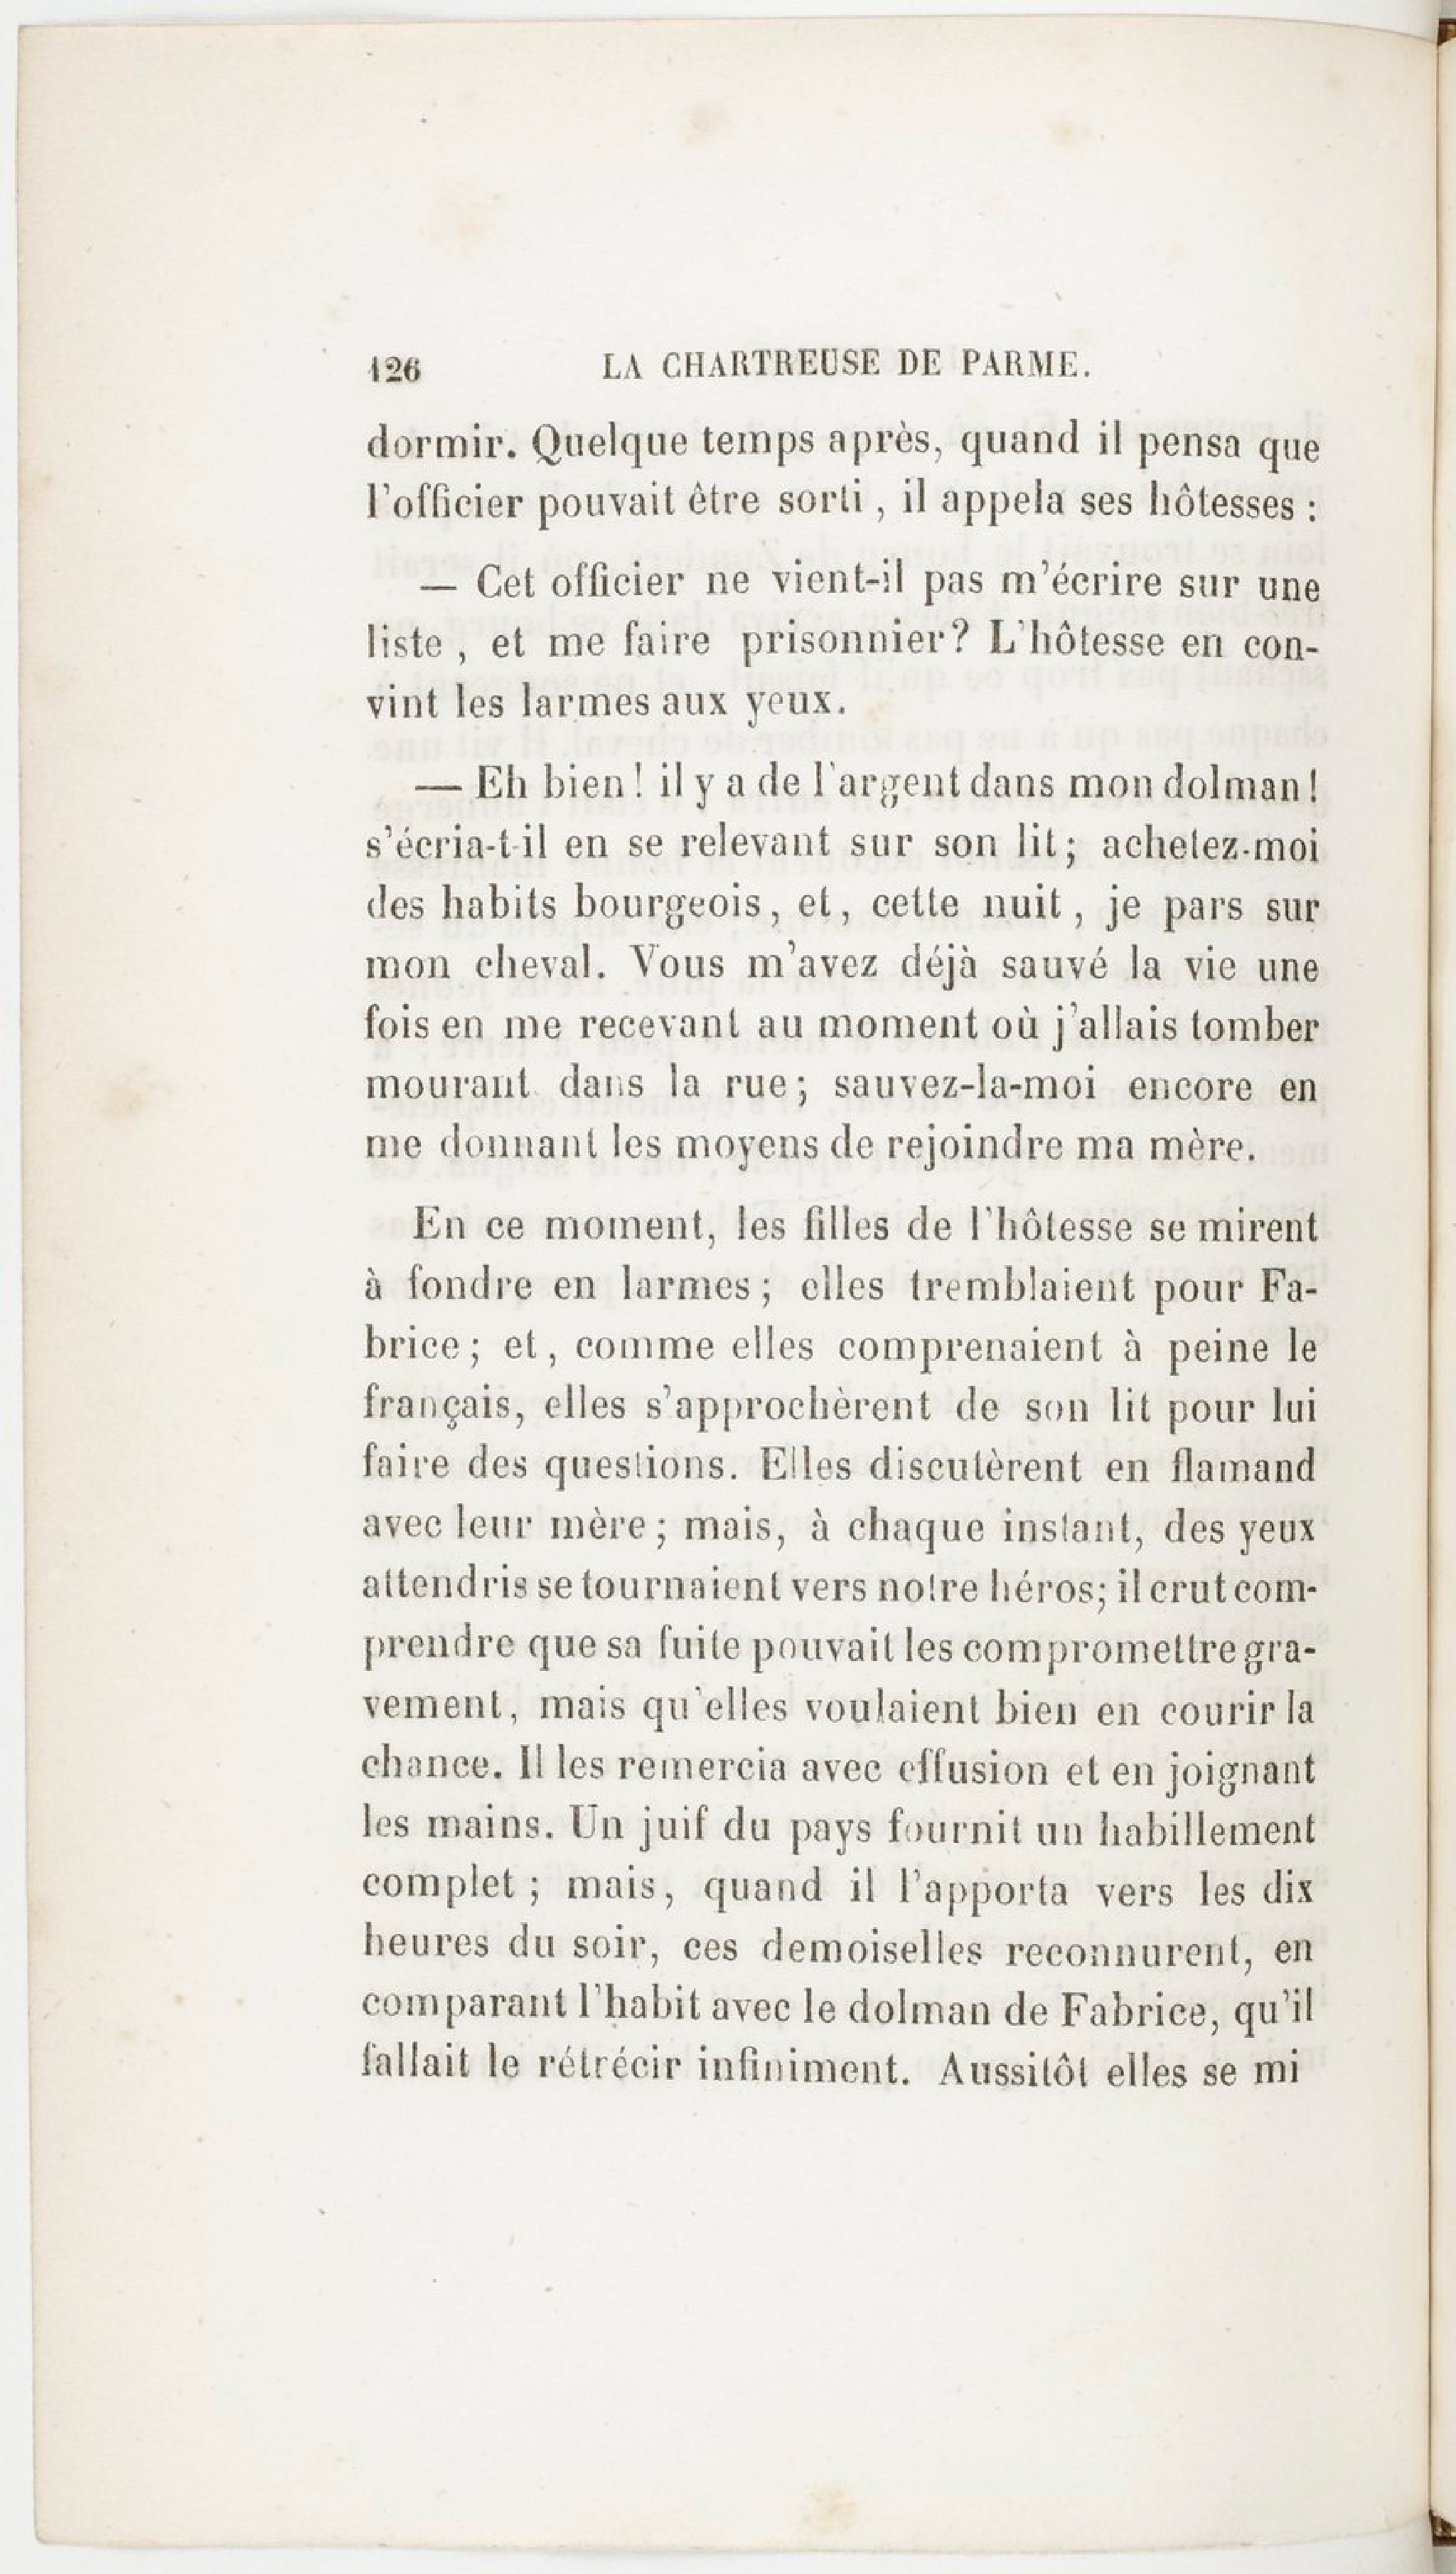 126 LA CHARTREUSE DE PARME.
dormir. Quelque temps après, quand il pensa que
l'officier pouvait être sorti, il appela ses hôtesses :
— Cet officier ne vient-il pas m'écrire sur une
liste , et me faire prisonnier? L'hôtesse en con-
vint les larmes aux yeux.
— Eh bien! il y a de l'argent dans mon dolman!
s'écria-t-il en se relevant sur son lit; achetez-moi
des habits bourgeois, et, cette nuit, je pars sur
mon cheval. Vous m'avez déjà sauvé la vie une
fois en me recevant au moment où j'allais tomber
mourant dans la rue; sauvez-la-moi encore en
me donnant les moyens de rejoindre ma mère.
En ce moment, les filles de l'hôtesse se mirent
à fondre en larmes; elles tremblaient pour Fa-
brice; et, comme elles comprenaient à peine le
français, elles s'approchèrent de son lit pour lui
faire des questions. Elles discutèrent en flamand
avec leur mère; mais, à chaque instant, des yeux
attendris se tournaient vers notre héros; il crut com-
prendre que sa fuite pouvait les compromettre gra-
vement, mais qu'elles voulaient bien en courir la
chance. Il les remercia avec effusion et en joignant
les mains. Un juif du pays fournit un habillement
complet; mais, quand il l'apporta vers les dix
heures du soir, ces demoiselles reconnurent, en
comparant l'habit avec le dolman de Fabrice, qu'il
fallait le rétrécir infiniment. Aussitôt elles se mi